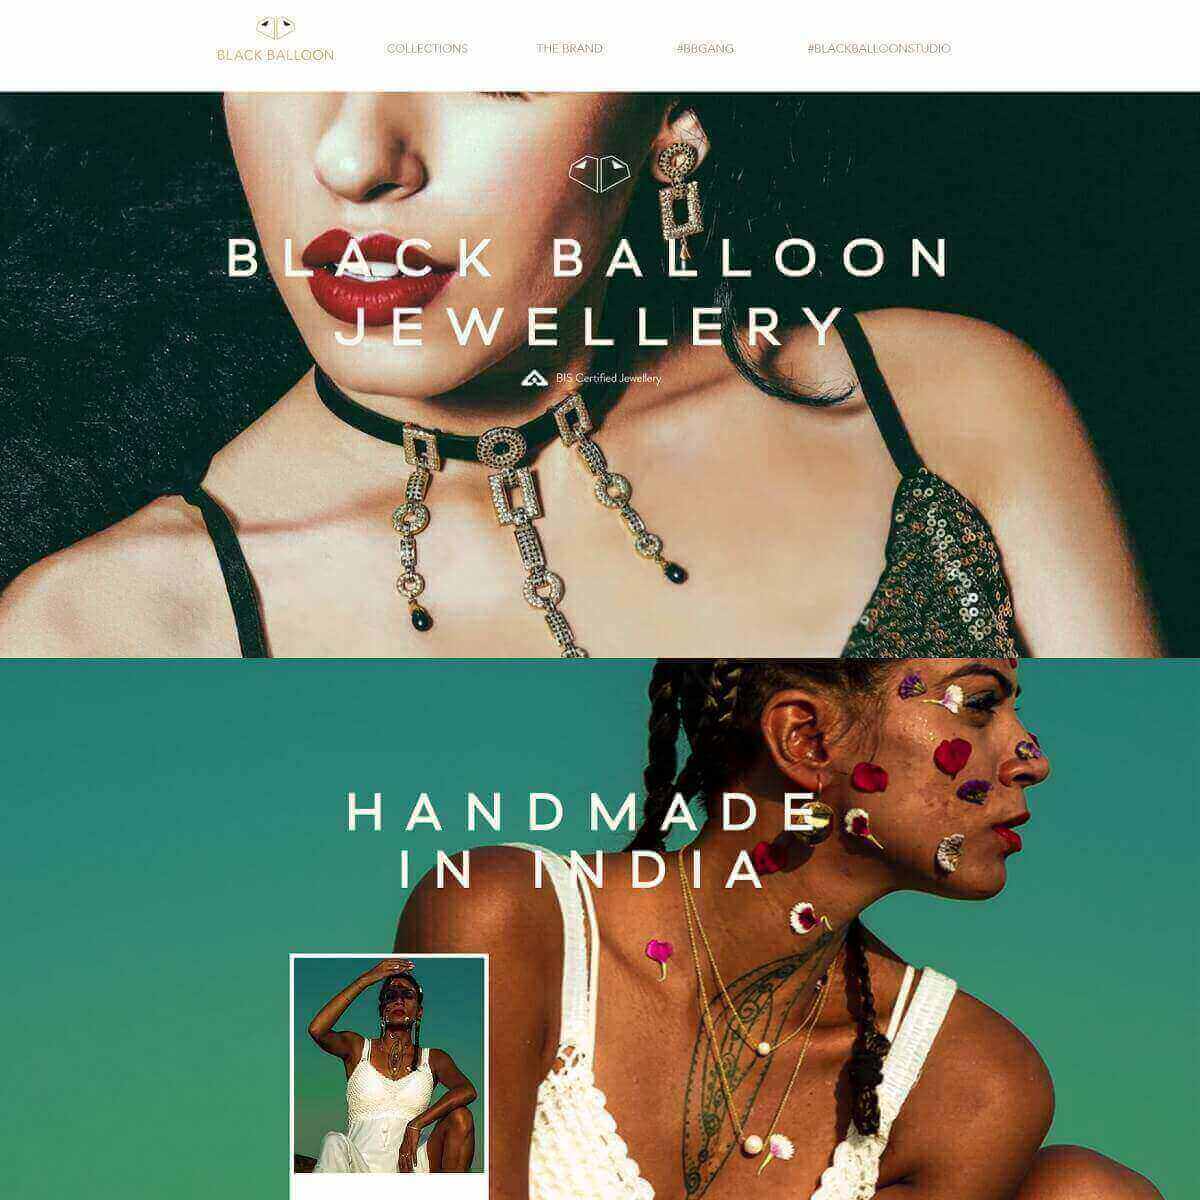 BLACK BALLOON
COLLECTIONS
THE BRAND
#BBGANG
#BLACKBALLOONSTUDIO
BLACK BALLOON
JEWELLERY
BIS Certified Jewellery
HANDMADE
IN INDIA